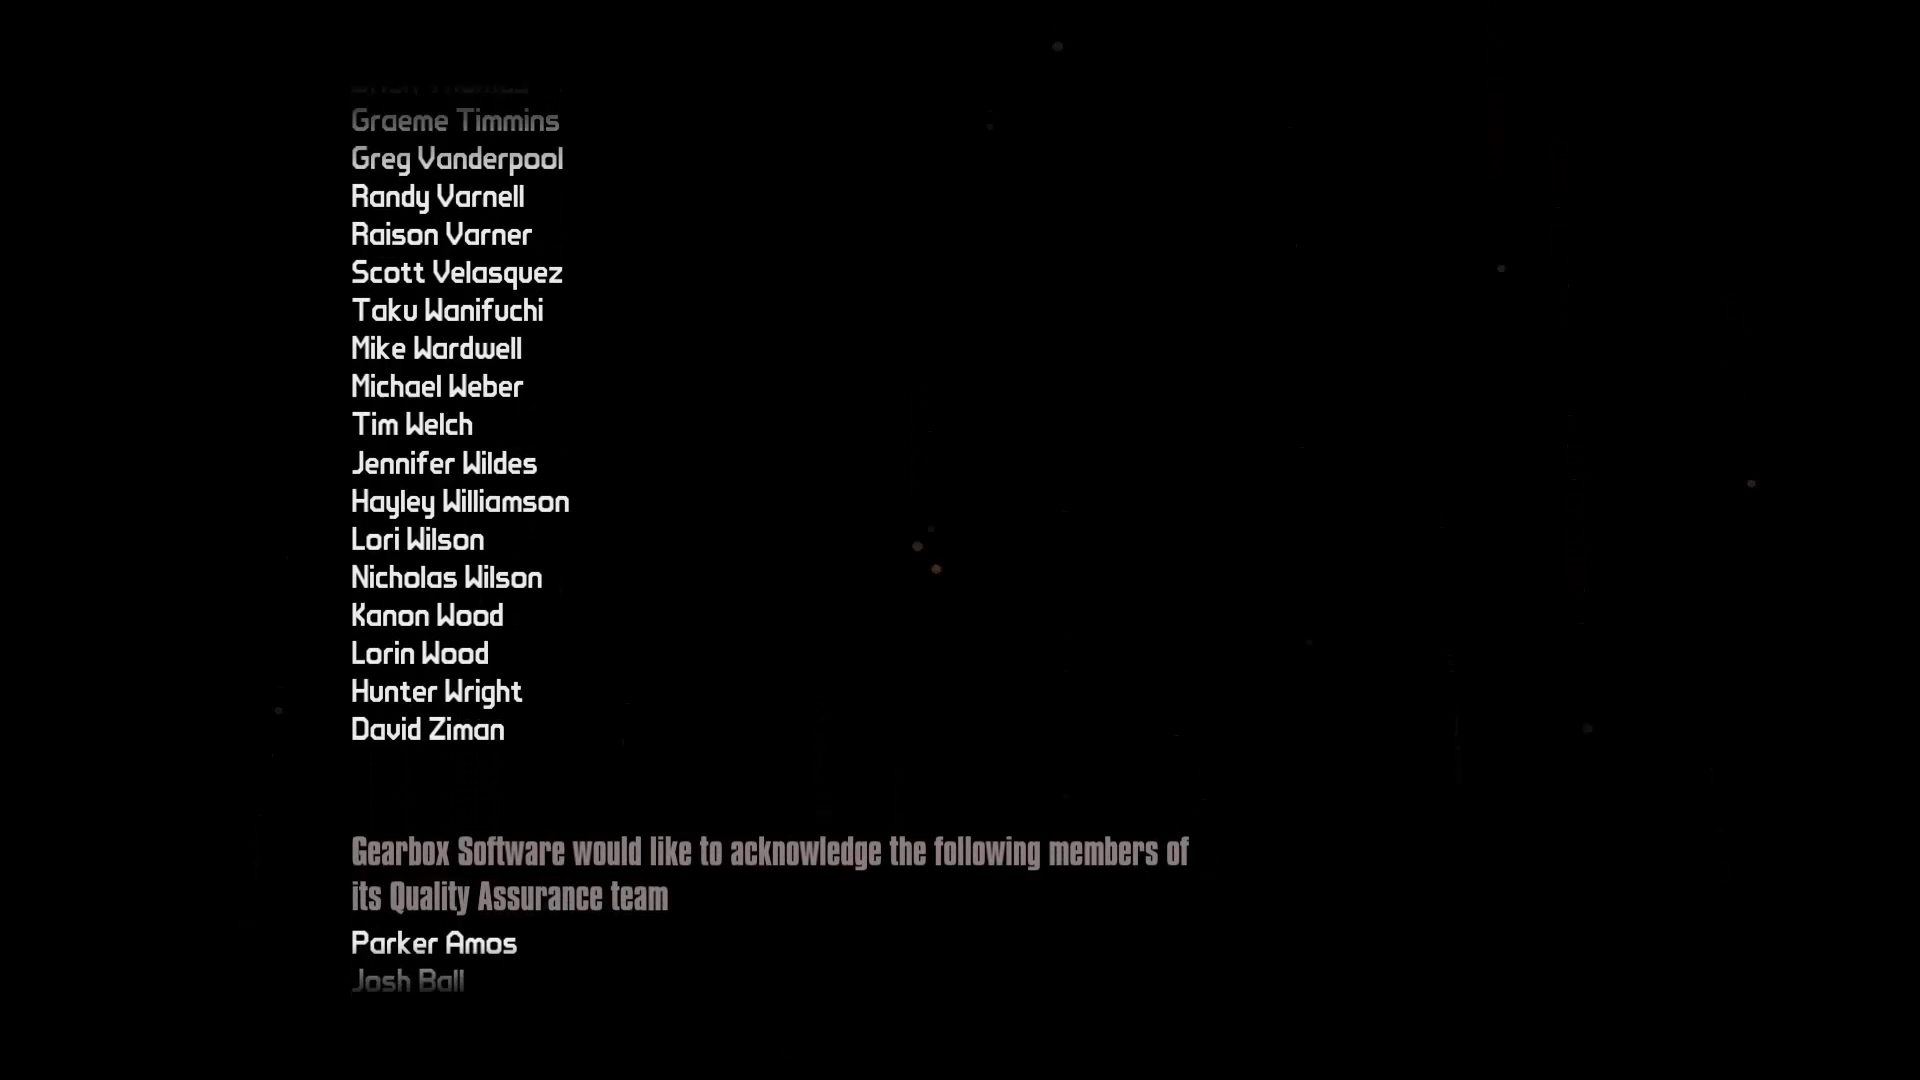 Graeme Timmins
Greg Vanderpool
Randy Varnell
Raison Varner
Scott Velasquez
Taku Wanifuchi
Mike Wardwell
Michael Weber
Tim Welch
Jennifer Wildes
Hayley Williamson
Lori Wilson
Nicholas Wilson
Kanon Wood
Lorin Wood
Hunter Wright
David Ziman
Gearbox Software would like to acknowledge the following members of
its Quality Assurance team
Parker Amos
Josh Ball